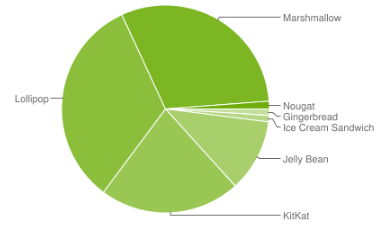 Marshmallow
Lollipop
Nougat
Gingerbread
Ice Cream Sandwich
Jelly Bean
KitKat